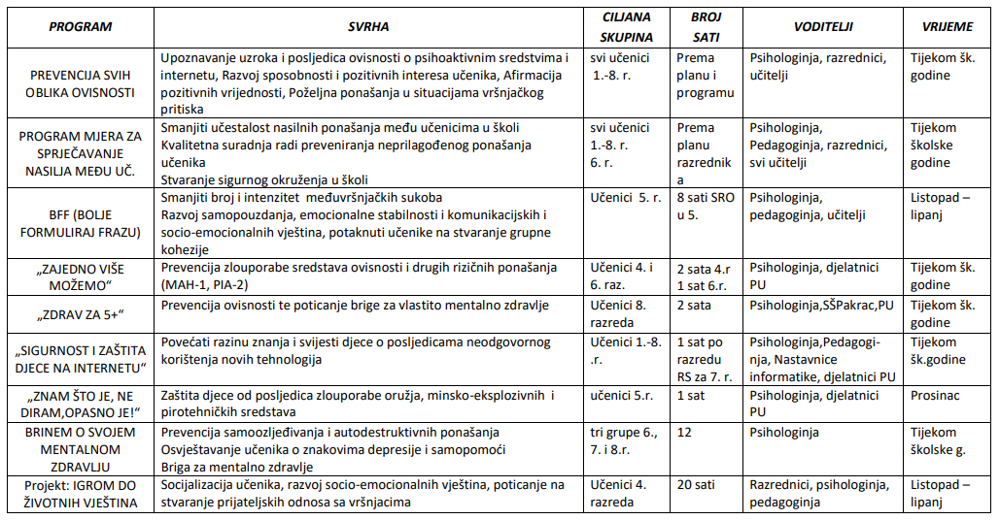 PROGRAM
SVRHA
CILJANA
SKUPINA
BROJ
SATI
VODITELJI
VRIJEME
PREVENCIJA SVIH
OBLIKA OVISNOSTI
Upoznavanje uzroka i posljedica ovisnosti o psihoaktivnim sredstvima i
internetu, Razvoj sposobnosti i pozitivnih interesa učenika, Afirmacija
pozitivnih vrijednosti, Poželjna ponašanja u situacijama vršnjačkog
pritiska
svi učenici
1.-8. r.
Prema
planu i
programu
Psihologinja, razrednici,
učitelji
Tijekom šk.
godine
PROGRAM MJERA ZA
SPRJEČAVANJE
NASILJA MEĐU UČ.
Smanjiti učestalost nasilnih ponašanja među učenicima u školi
Kvalitetna suradnja radi preveniranja neprilagođenog ponašanja
učenika
Stvaranje sigurnog okruženja u školi
svi učenici
1.-8. r.
6. r.
Prema
planu
razrednik
a
Psihologinja,
Pedagoginja, razrednici,
svi učitelji
Tijekom
školske
godine
BFF (BOLJE
FORMULIRAJ FRAZU)
Smanjiti broj i intenzitet međuvršnjačkih sukoba
Razvoj samopouzdanja, emocionalne stabilnosti i komunikacijskih i
socio-emocionalnih vještina, potaknuti učenike na stvaranje grupne
kohezije
Učenici 5. r.
8 sati SRO
u 5.
Psihologinja,
pedagoginja, učitelji
Listopad –
lipanj
„ZAJEDNO VIŠE
MOŽEMO“
Prevencija zlouporabe sredstava ovisnosti i drugih rizičnih ponašanja
(MAH-1, PIA-2)
Učenici 4. i
6. raz.
2 sata 4.r
1 sat 6.r.
Psihologinja, djelatnici
PU
Tijekom šk.
godine
„ZDRAV ZA 5+“
Prevencija ovisnosti te poticanje brige za vlastito mentalno zdravlje
Učenici 8.
razreda
2 sata
Psihologinja,SŠPakrac,PU
Tijekom šk.
godine
„SIGURNOST I ZAŠTITA
DJECE NA INTERNETU“
Povećati razinu znanja i svijesti djece o posljedicama neodgovornog
korištenja novih tehnologija
Učenici 1.-8.
.r.
1 sat po
razredu
RS za 7. r.
Psihologinja,Pedagogi-
nja, Nastavnice
informatike, djelatnici PU
Tijekom
šk.godine
„ZNAM ŠTO JE, NE
DIRAM,OPASNO JE!“
Zaštita djece od posljedica zlouporabe oružja, minsko-eksplozivnih i
pirotehničkih sredstava
učenici 5.r.
1 sat
Psihologinja, djelatnici
PU
Prosinac
BRINEM O SVOJEM
MENTALNOM
ZDRAVLJU
Prevencija samoozljeđivanja i autodestruktivnih ponašanja
Osvještavanje učenika o znakovima depresije i samopomoći
Briga za mentalno zdravlje
tri grupe 6.,
7. i 8.r.
12
Psihologinja
Tijekom
školske g.
Projekt: IGROM DO
ŽIVOTNIH VJEŠTINA
Socijalizacija učenika, razvoj socio-emocionalnih vještina, poticanje na
stvaranje prijateljskih odnosa sa vršnjacima
Učenici 4.
razreda
20 sati
Razrednici, psihologinja,
pedagoginja
Listopad –
lipanj